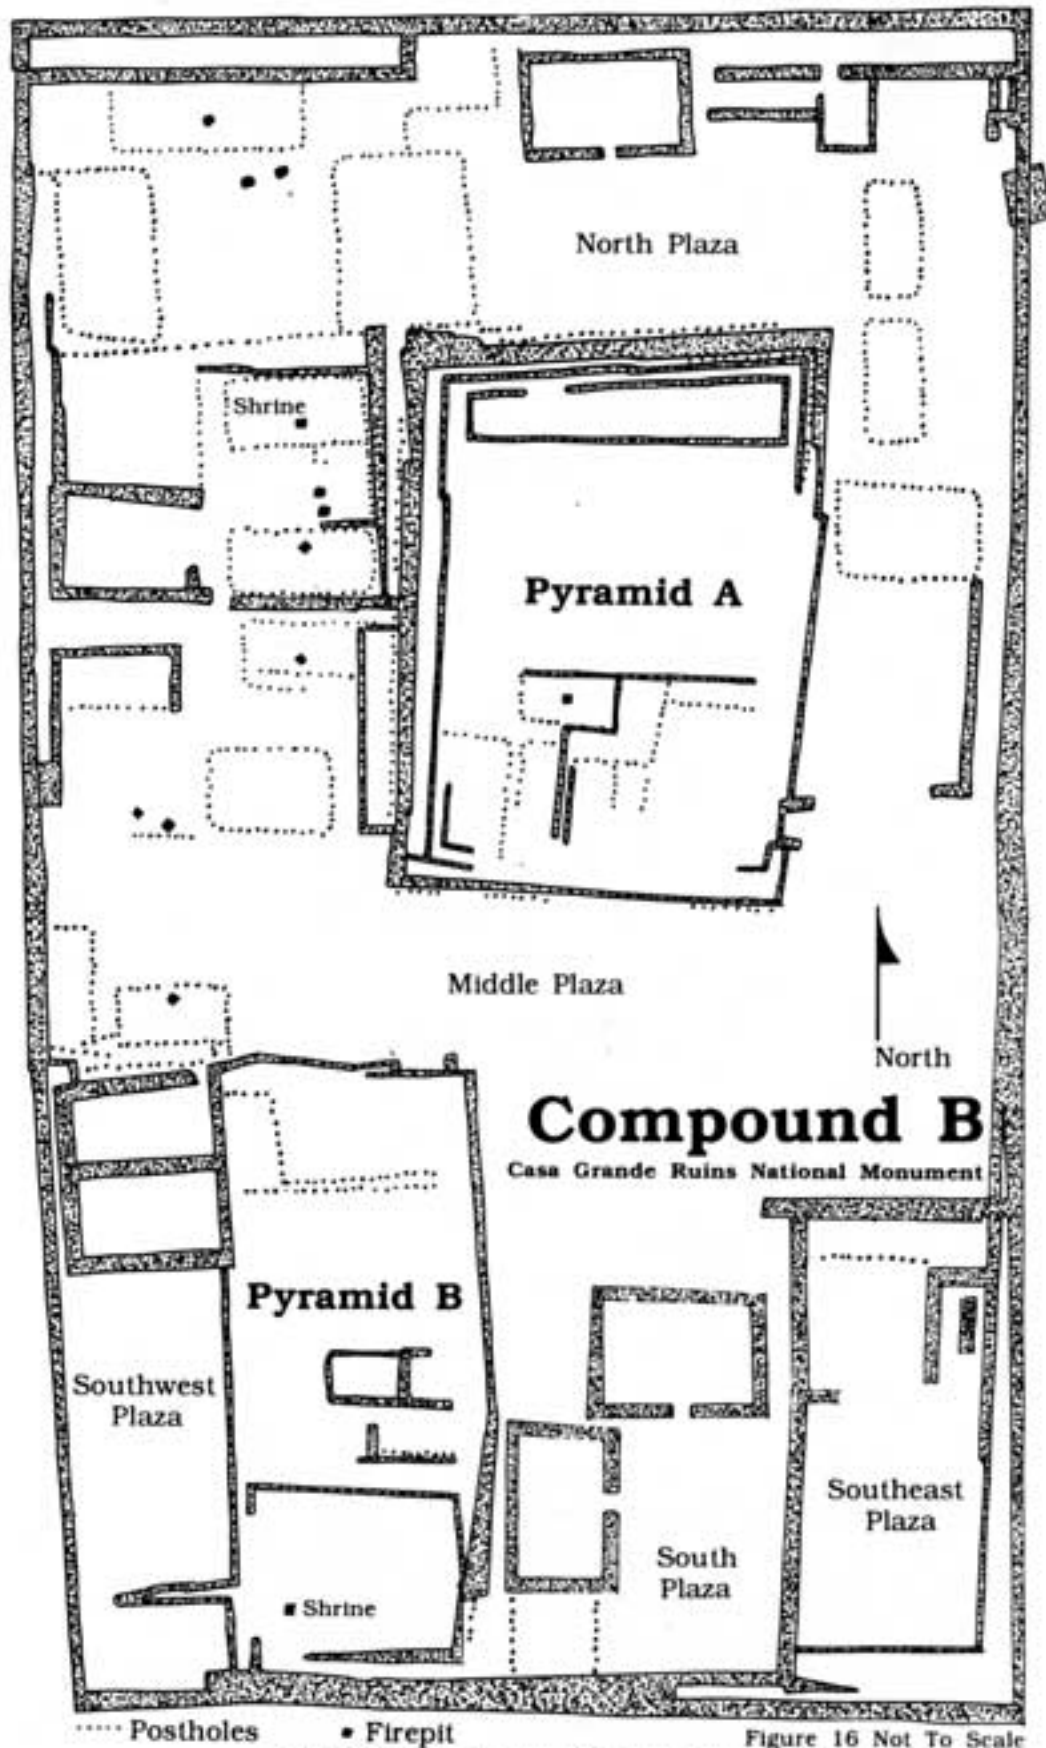 North Plaza
Shrine
Pyramid A
Middle Plaza
North
Compound B
Casa Grande Ruins National Monument
Pyramid B
Southwest
Plaza
Southeast
Plaza
South
Plaza
Shrine
Postholes
Firepit
Figure 16 Not To Scale